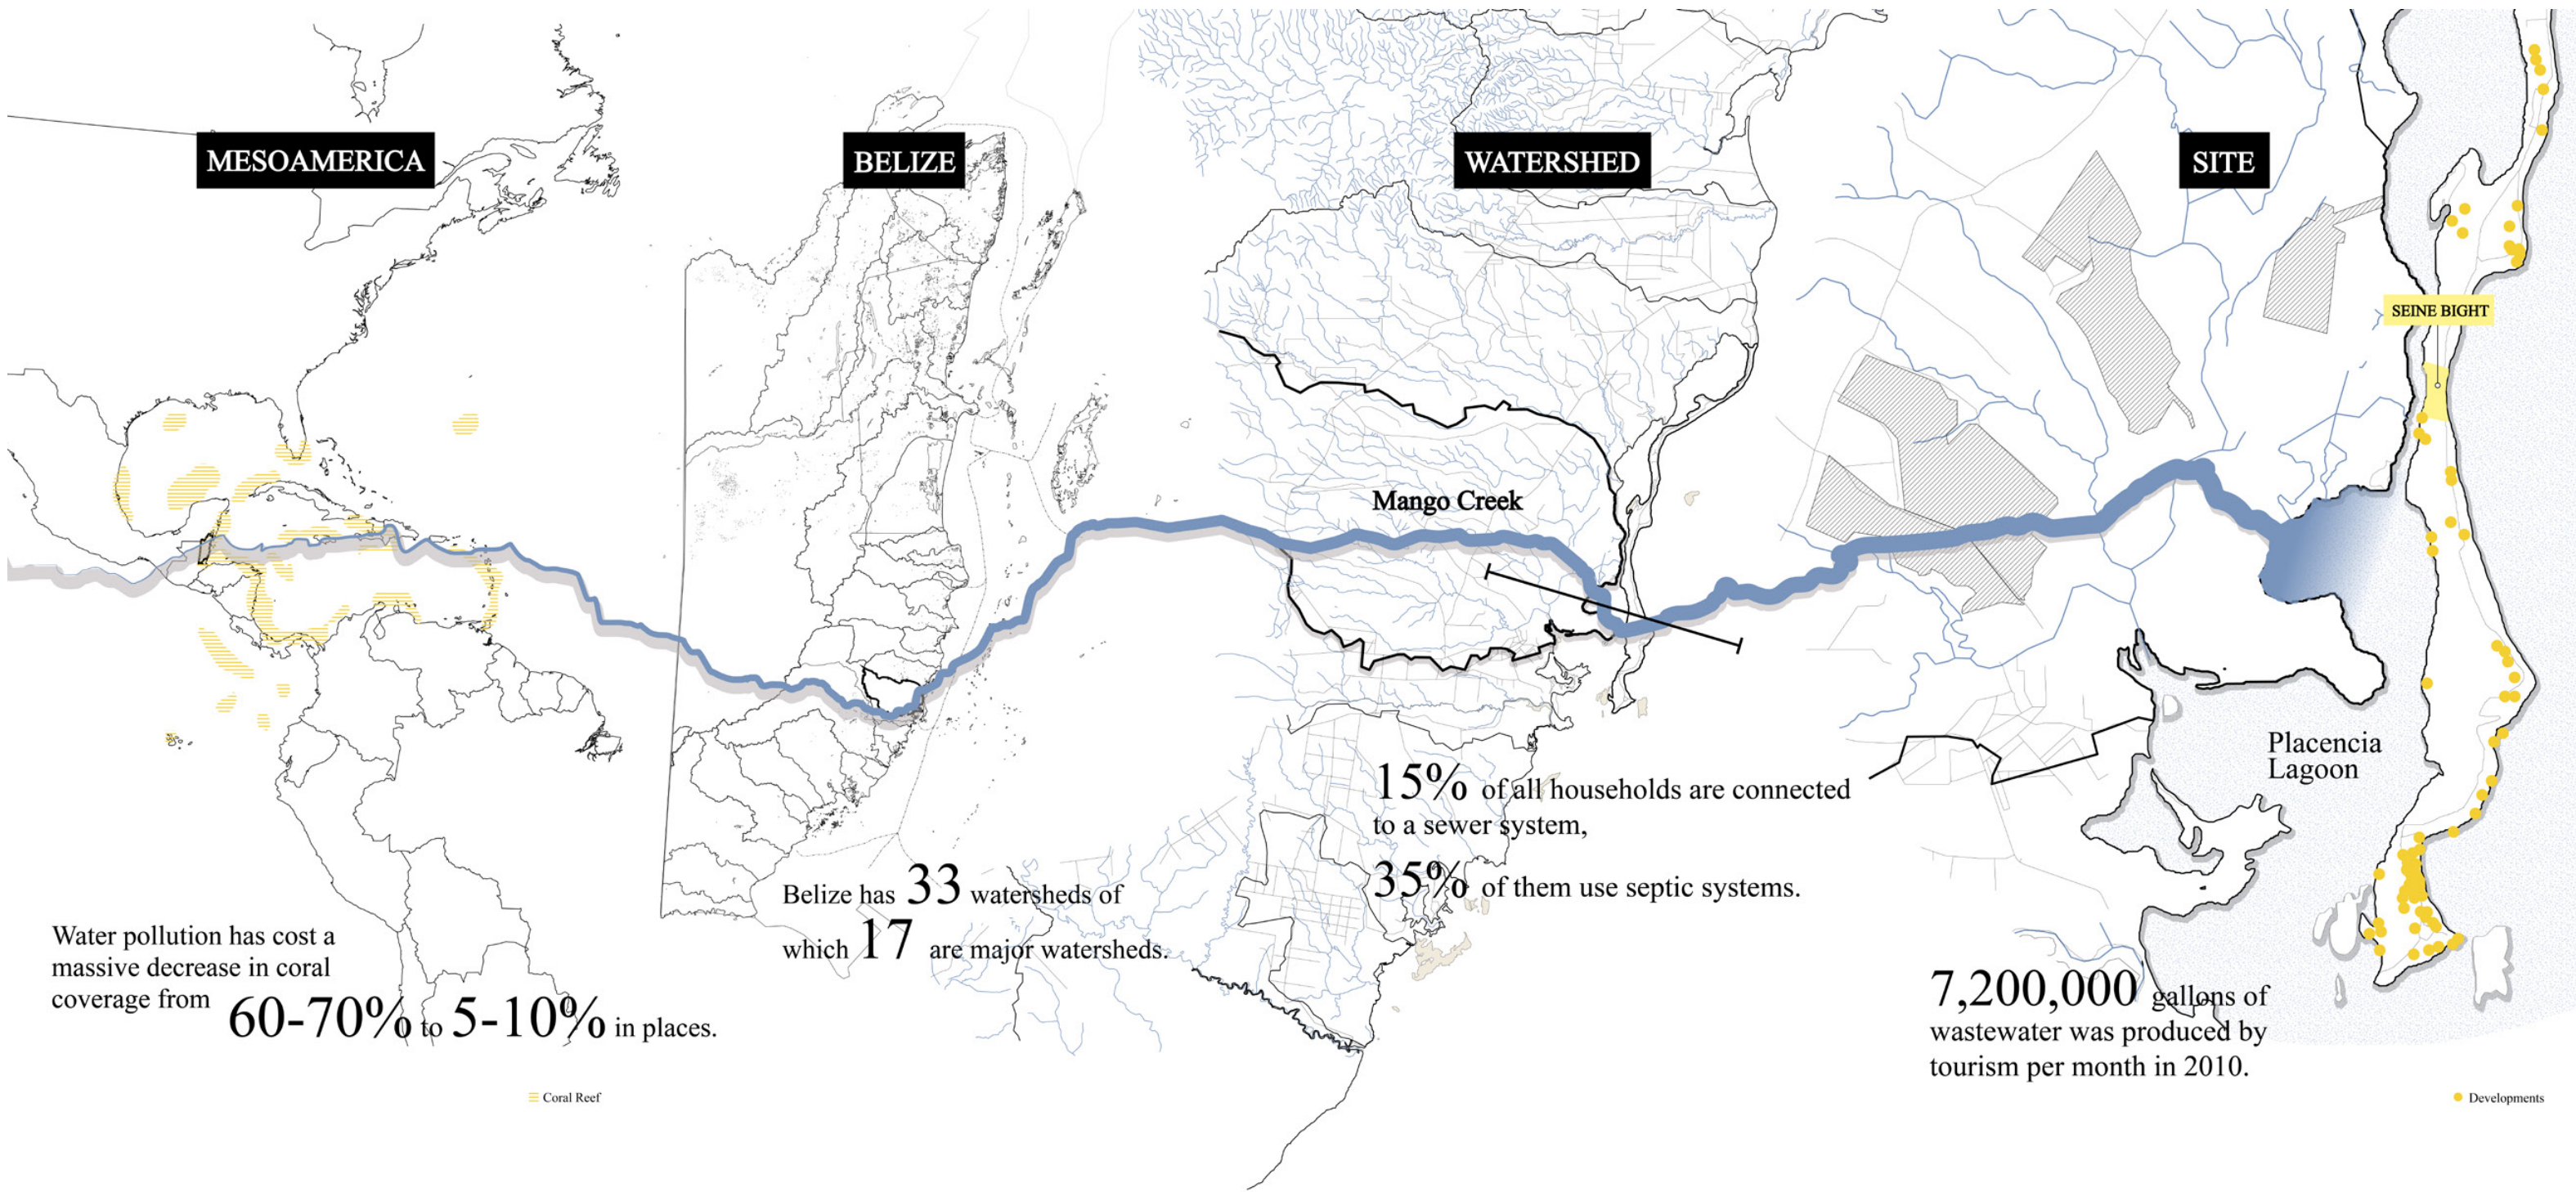 MESOAMERICA
BELIZE
WATERSHED
SITE
SEINE BIGHT
Mango Creek
Placencia
Lagoon
Water pollution has cost a
massive decrease in coral
coverage from
60-70% to 5-10% in places.
Coral Reef
Belize has 33 watersheds of
which 17 are major watersheds.
15% of all households are connected
to a sewer system,
35% of them use septic systems.
7,200,000 gallons of
wastewater was produced by
tourism per month in 2010.
Developments